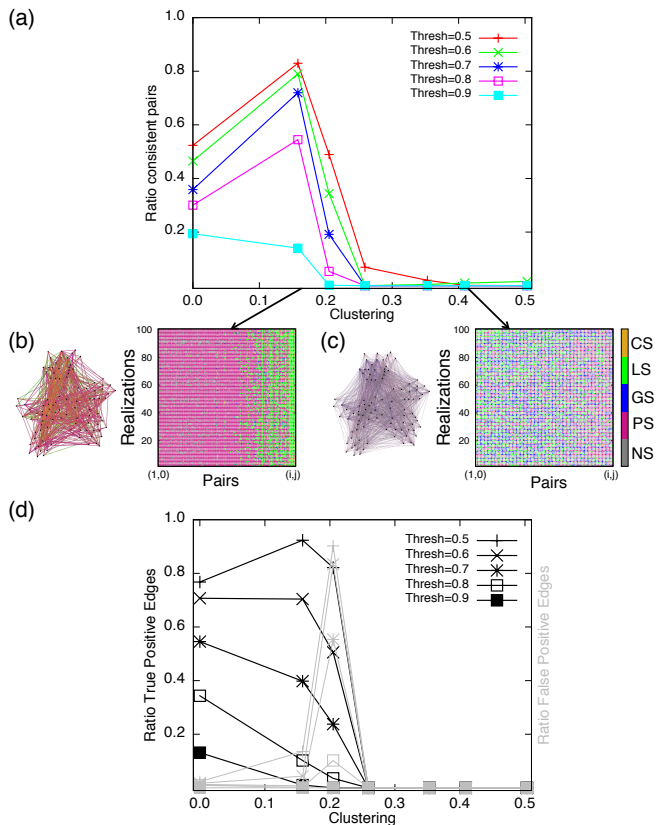 (a)
Ratio consistent pairs
1.0
0.8
0.6
0.4
0.2
Thresh=0.5
Thresh=0.6
Thresh=0.7
Thresh=0.8
Thresh=0.9
0.0 0.1 0.2 0.3 0.4 0.5
Clustering
(b)
Realizations
100
80
60
40
20
(1,0) (i,j)
Pairs
(c)
Realizations
100
80
60
40
20
(1,0) (i,j)
Pairs
CS
LS
GS
PS
NS
(d)
Ratio True Positive Edges
1.0
0.8
0.6
0.4
0.2
Thresh=0.5
Thresh=0.6
Thresh=0.7
Thresh=0.8
Thresh=0.9
Ratio False Positive Edges
0.0 0.1 0.2 0.3 0.4 0.5
Clustering